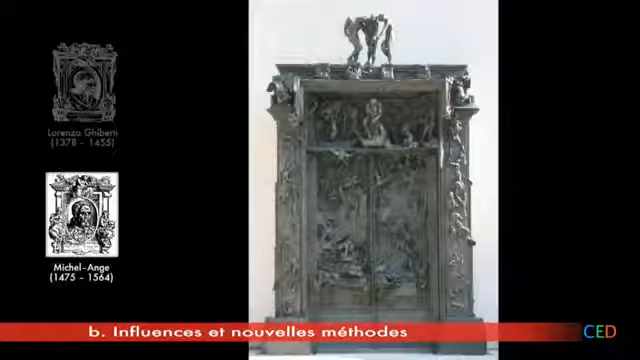 Lorenzo Ghiberti
(1378 – 1455)
Michel-Ange
(1475 – 1564)
b. Influences et nouvelles méthodes
CED